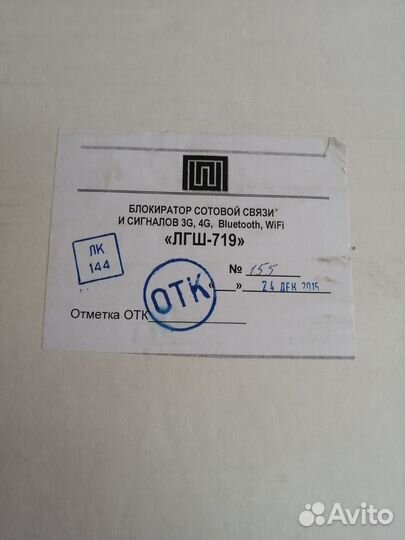 БЛОКИРАТОР СОТОВОЙ СВЯЗИ
И СИГНАЛОВ 3G, 4G, Bluetooth, WiFi
«ЛГШ-719»
ЛК
144
№ 155
ОТК
«__» 24 ДЕК 2015
Отметка ОТК
Avito